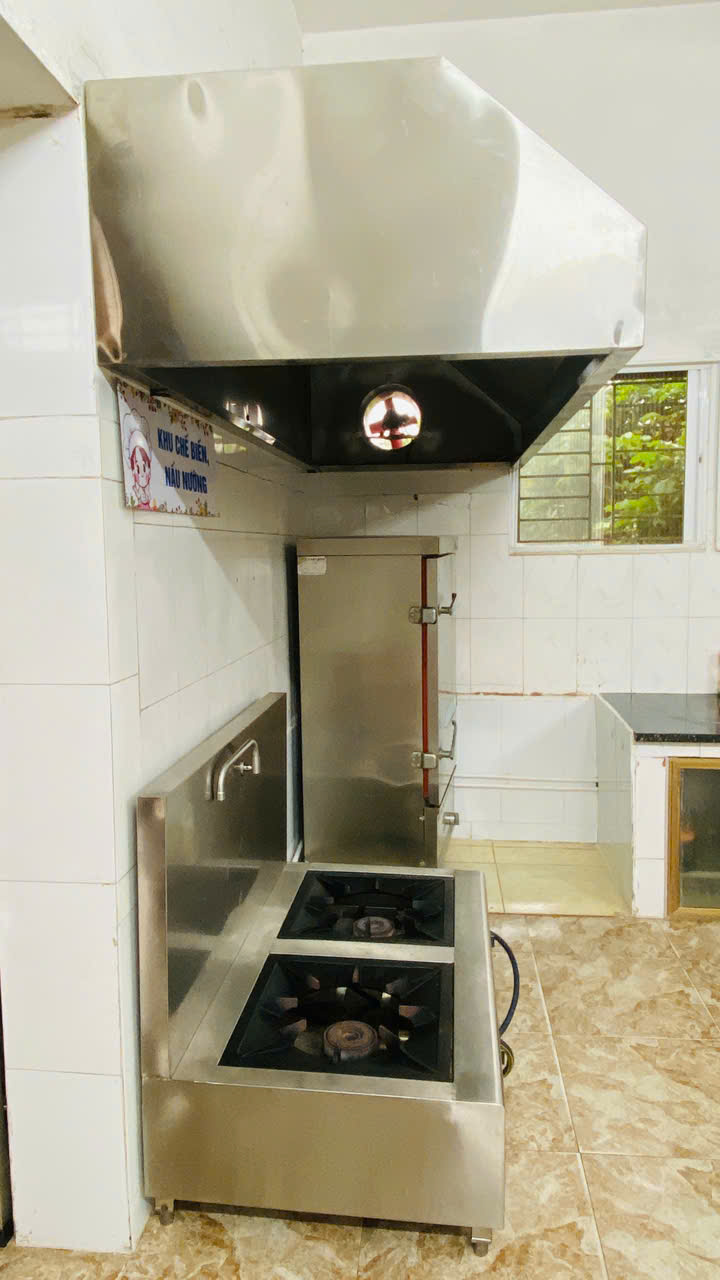 KHU CHẾ BIẾN,
NẤU NƯỚNG